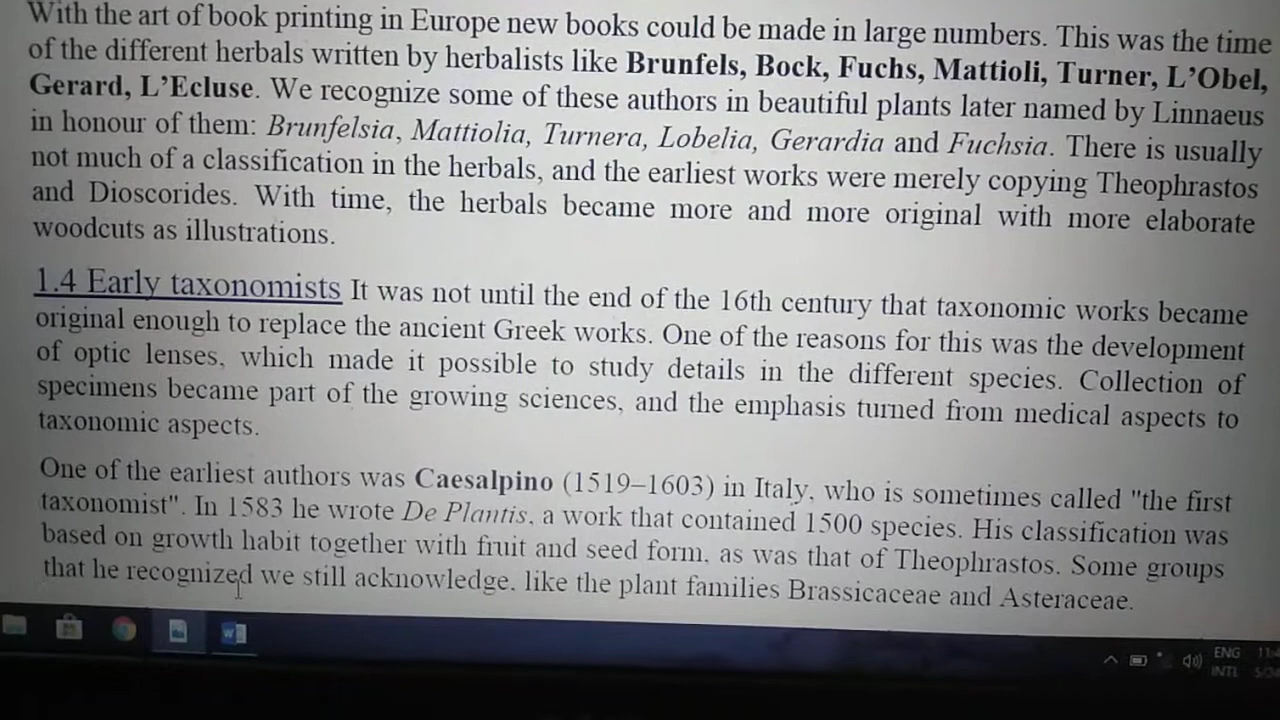 With the art of book printing in Europe new books could be made in large numbers. This was the time
of the different herbals written by herbalists like Brunfels, Bock, Fuchs, Mattioli, Turner, L'Obel,
Gerard, L'Ecluse. We recognize some of these authors in beautiful plants later named by Linnaeus
in honour of them: Brunfelsia, Mattiolia, Turnera, Lobelia, Gerardia and Fuchsia. There is usually
not much of a classification in the herbals, and the earliest works were merely copying Theophrastos
and Dioscorides. With time, the herbals became more and more original with more elaborate
woodcuts as illustrations.
1.4 Early taxonomists It was not until the end of the 16th century that taxonomic works became
original enough to replace the ancient Greek works. One of the reasons for this was the development
of optic lenses, which made it possible to study details in the different species. Collection of
specimens became part of the growing sciences, and the emphasis turned from medical aspects to
taxonomic aspects.
One of the earliest authors was Caesalpino (1519–1603) in Italy, who is sometimes called "the first
taxonomist". In 1583 he wrote De Plantis, a work that contained 1500 species. His classification was
based on growth habit together with fruit and seed form, as was that of Theophrastos. Some groups
that he recognized we still acknowledge, like the plant families Brassicaceae and Asteraceae.
ENG
INTL